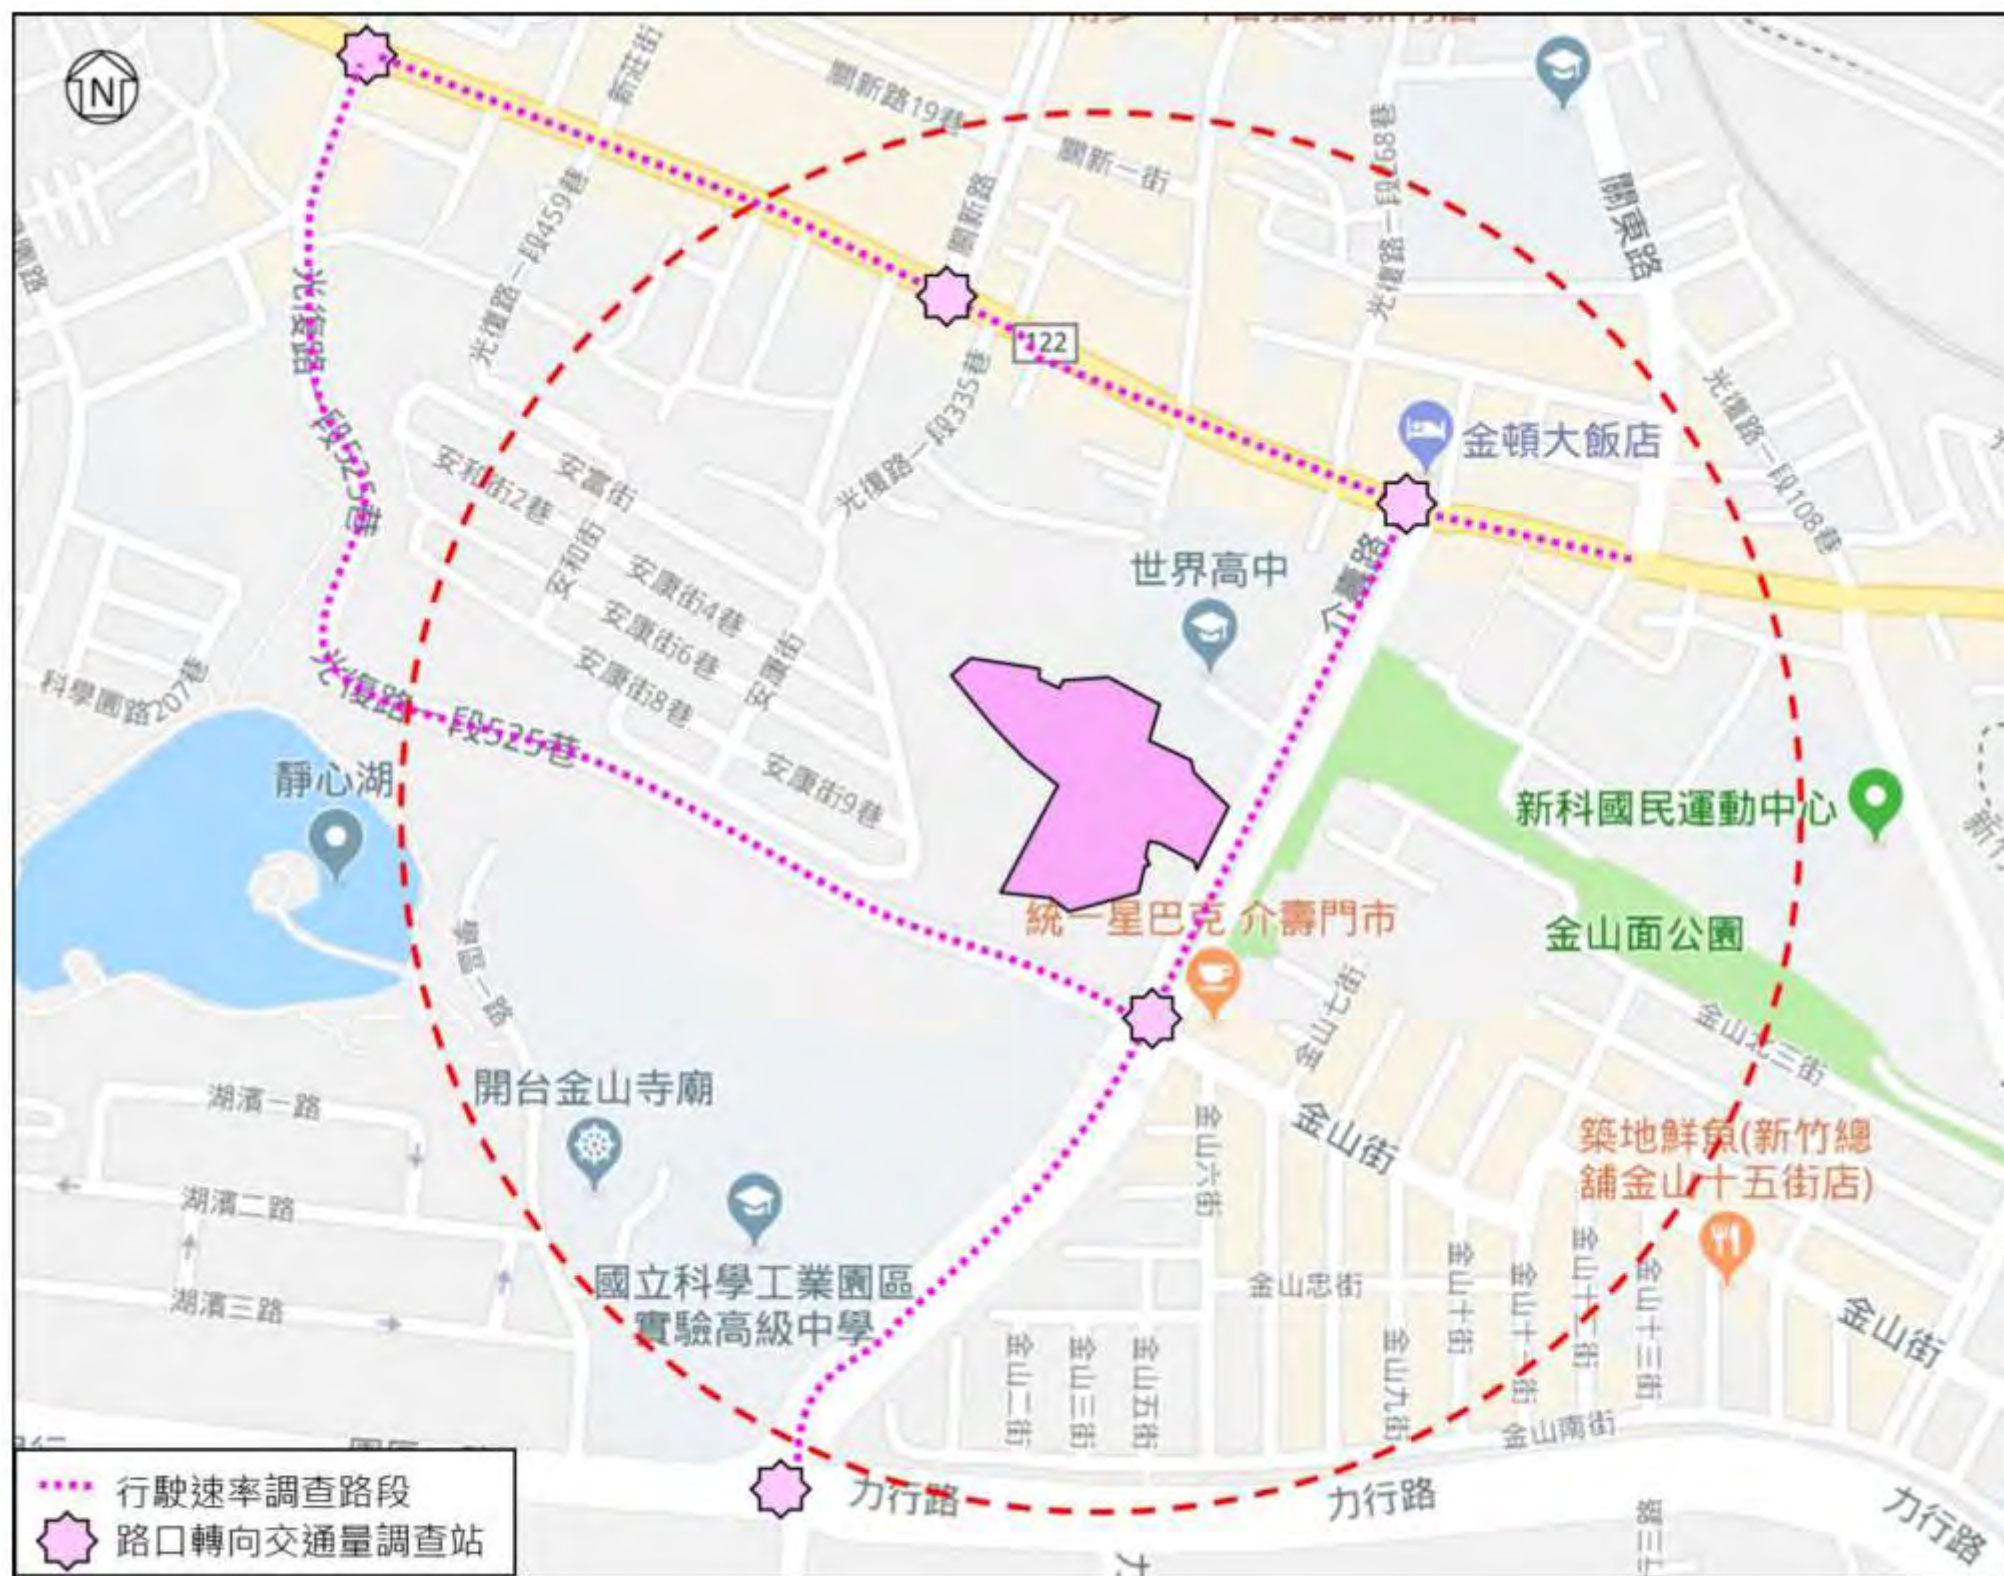 N
新莊街
關新路19巷
關新一街
關新路
光復路一段268巷
關東路
光復路一段459巷
光復路一段525巷
122
光復路一段335巷
金頓大飯店
光復路一段108巷
安富街
安和街2巷
安和街
安康街4巷
安康街6巷
安康街8巷
安康街
安康街9巷
世界高中
介壽路
科學園路207巷
光復路一段525巷
靜心湖
新科國民運動中心
統一星巴克 介壽門市
金山面公園
金山七街
金山北三街
開台金山寺廟
湖濱一路
湖濱二路
湖濱三路
金山六街
金山街
築地鮮魚(新竹總
舖金山十五街店)
國立科學工業園區
實驗高級中學
金山忠街
金山二街
金山三街
金山五街
金山九街
金山十街
金山十一街
金山十二街
金山十三街
金山街
金山南街
力行路
力行路
力行路
行駛速率調查路段
路口轉向交通量調查站